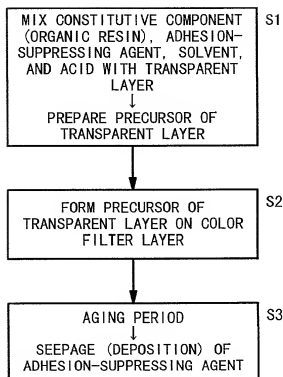 MIX CONSTITUTIVE COMPONENT
(ORGANIC RESIN), ADHESION-
SUPPRESSING AGENT, SOLVENT,
AND ACID WITH TRANSPARENT
LAYER
↓
PREPARE PRECURSOR OF
TRANSPARENT LAYER
S1
FORM PRECURSOR OF
TRANSPARENT LAYER ON COLOR
FILTER LAYER
S2
AGING PERIOD
↓
SEEPAGE (DEPOSITION) OF
ADHESION-SUPPRESSING AGENT
S3